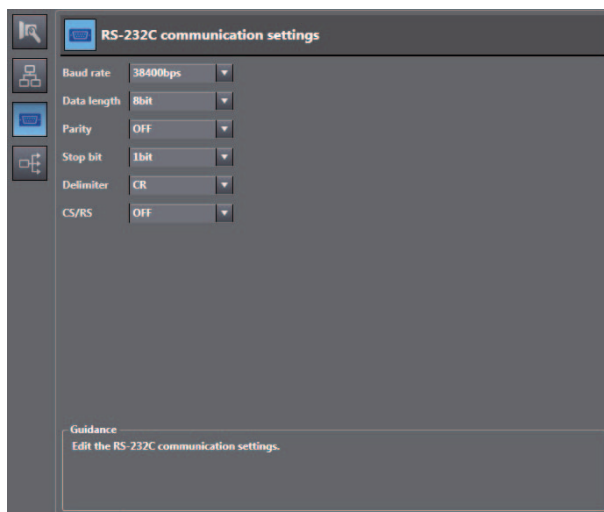 RS-232C communication settings
Baud rate 38400bps
Data length 8bit
Parity OFF
Stop bit 1bit
Delimiter CR
CS/RS OFF
Guidance
Edit the RS-232C communication settings.